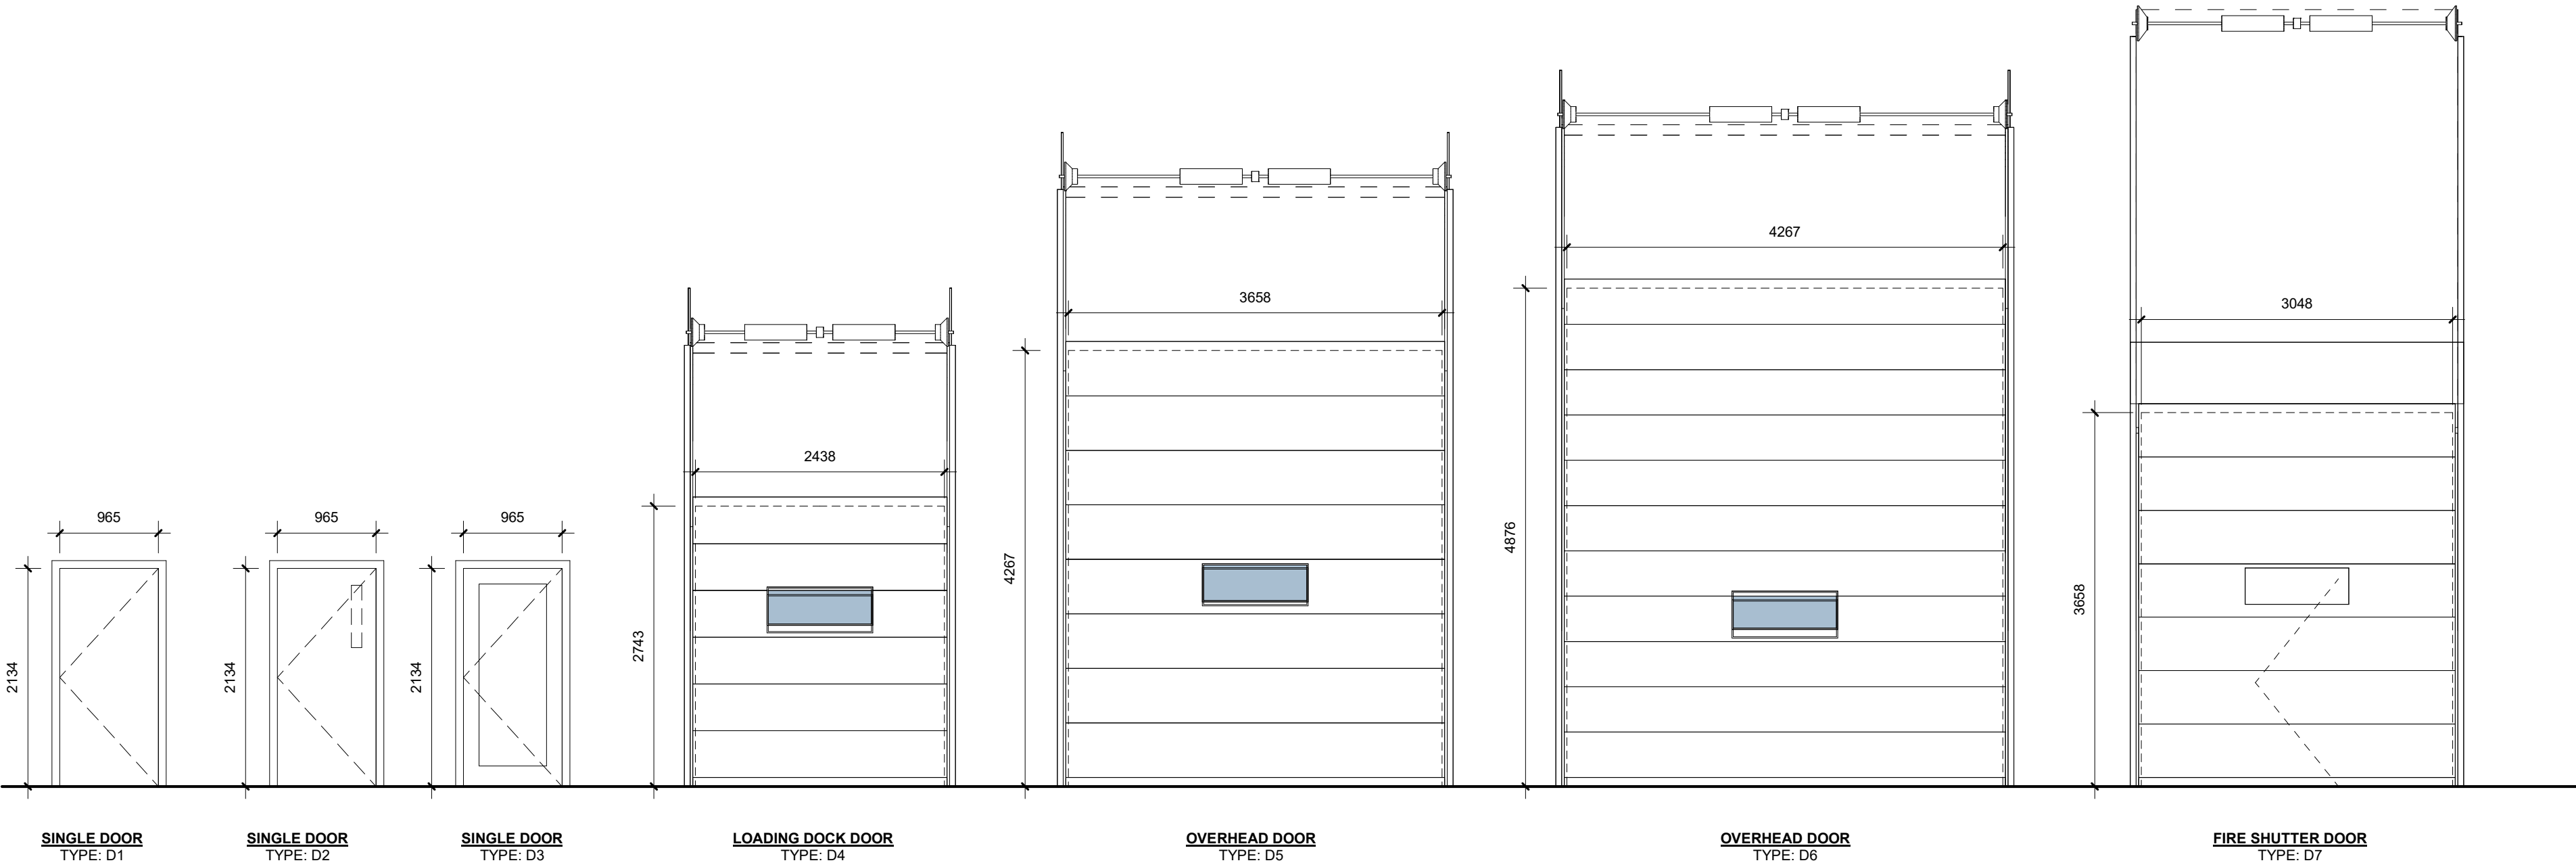 965
2134
SINGLE DOOR
TYPE: D1
965
2134
SINGLE DOOR
TYPE: D2
965
2134
SINGLE DOOR
TYPE: D3
2438
2743
LOADING DOCK DOOR
TYPE: D4
3658
4267
OVERHEAD DOOR
TYPE: D5
4267
4876
OVERHEAD DOOR
TYPE: D6
3048
3658
FIRE SHUTTER DOOR
TYPE: D7